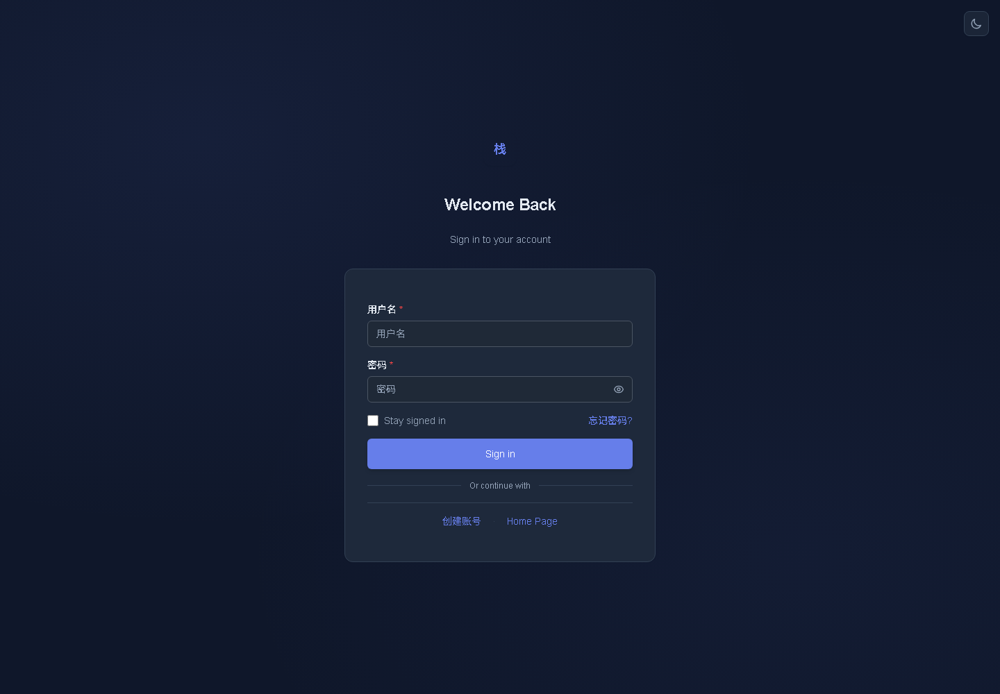 栈
Welcome Back
Sign in to your account
用户名 *
用户名
密码 *
密码
Stay signed in 忘记密码?
Sign in
Or continue with
创建账号 · Home Page